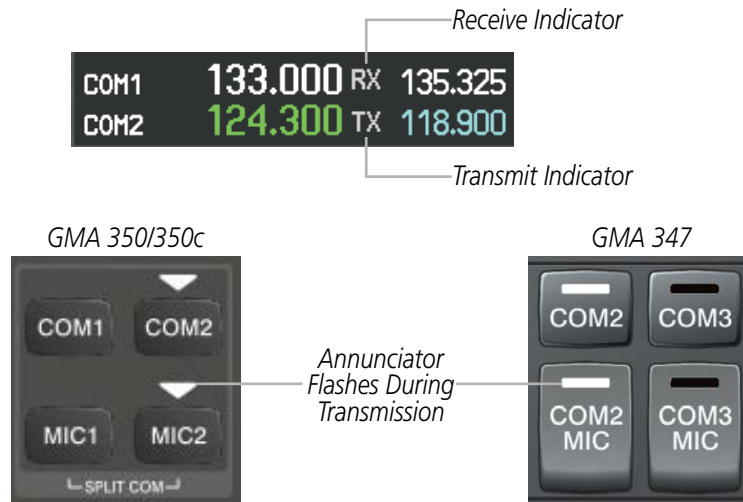 Receive Indicator
COM1 133.000 RX 135.325
COM2 124.300 TX 118.900
Transmit Indicator
GMA 350/350c
GMA 347
COM1 COM2
COM2 COM3
Annunciator
Flashes During
Transmission
MIC1 MIC2
COM2
MIC
COM3
MIC
SPLIT COM